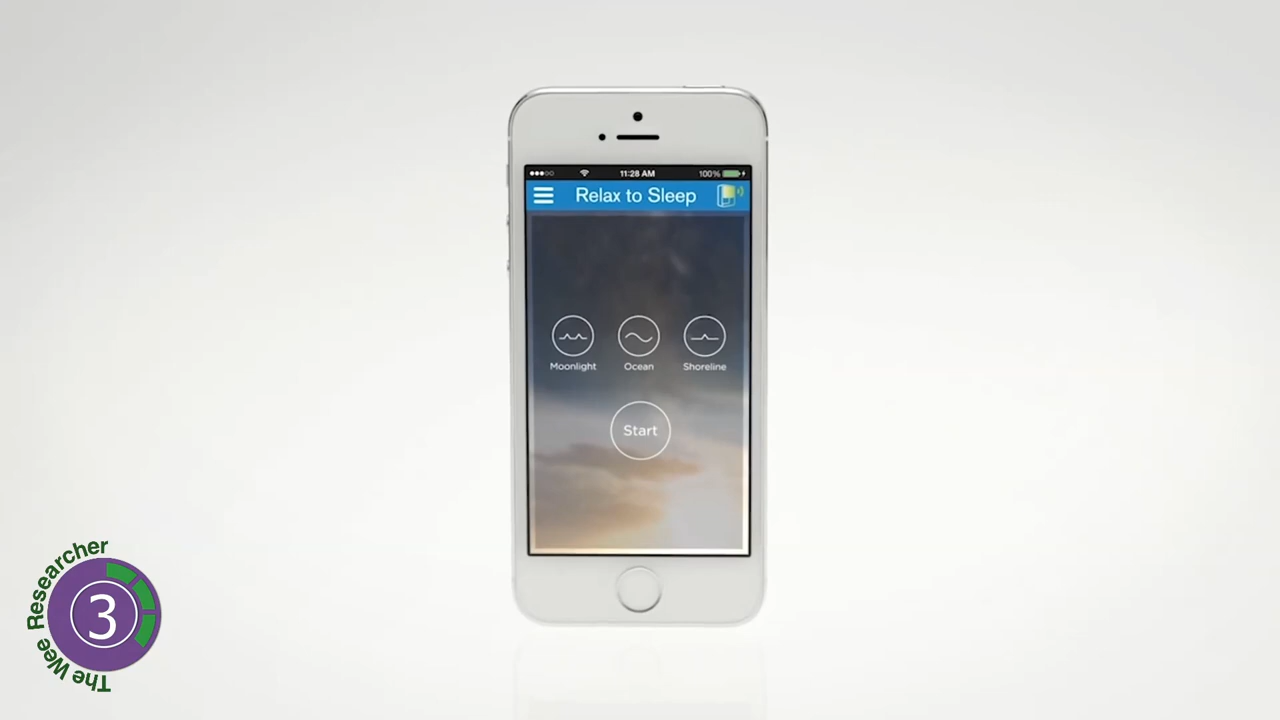 11:28 AM
100%
Relax to Sleep
Moonlight
Ocean
Shoreline
Start
The Wee Researcher
3